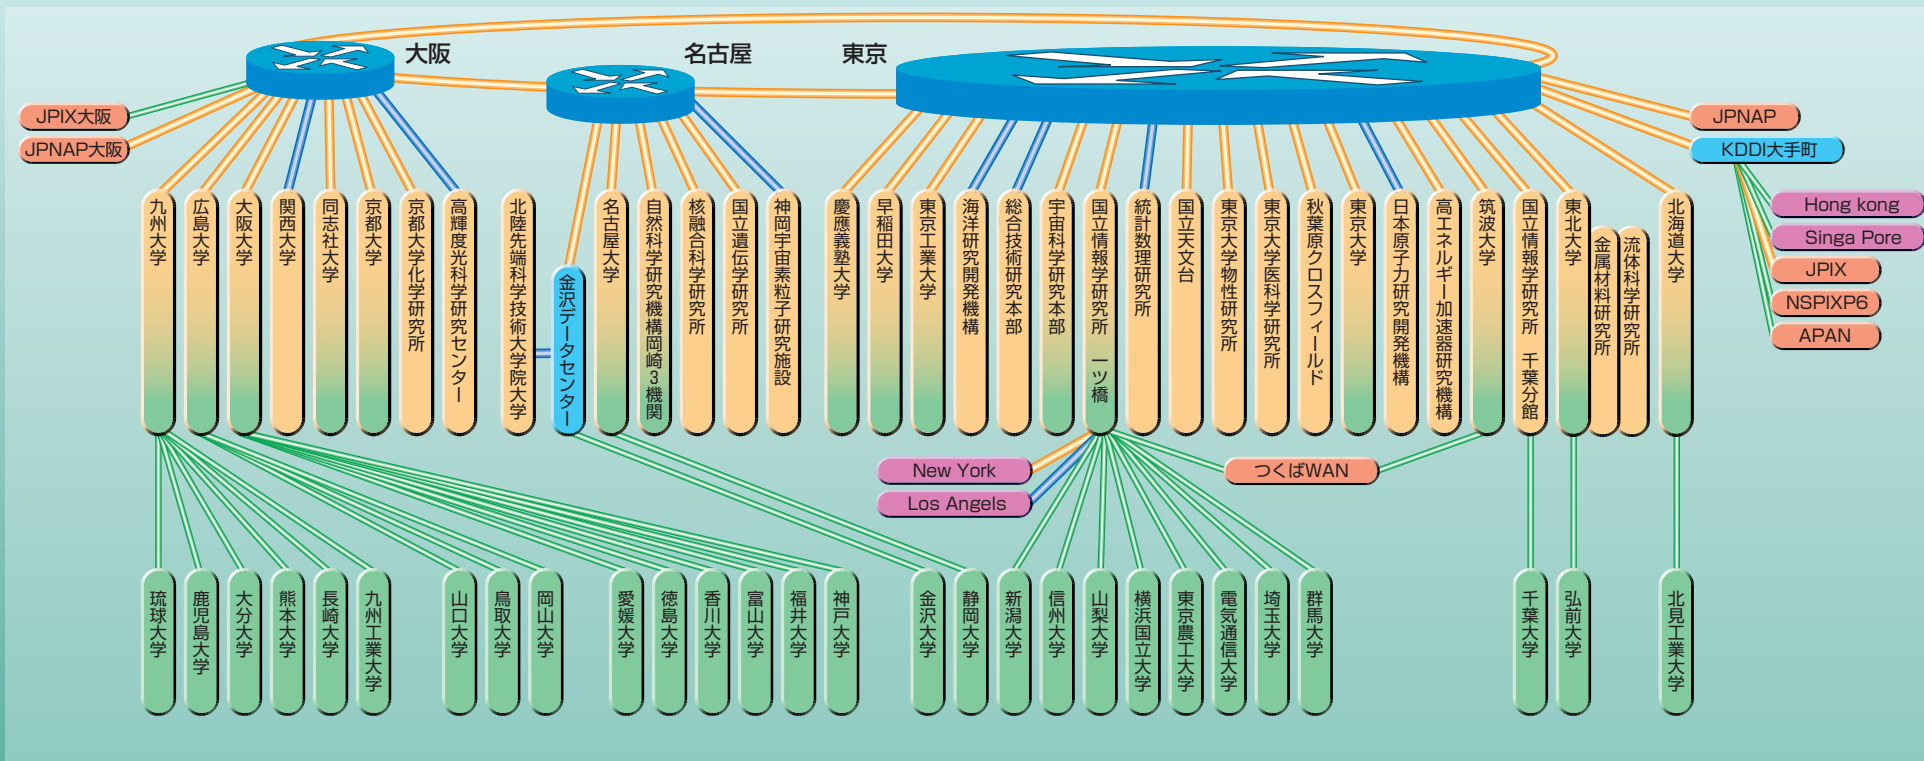 大阪
名古屋
東京
JPIX大阪
JPNAP大阪
JPNAP
KDDI大手町
Hong kong
Singa Pore
JPIX
NSPIXP6
APAN
九州大学
広島大学
大阪大学
関西大学
同志社大学
京都大学
京都大学化学研究所
高輝度光科学研究センター
北陸先端科学技術大学院大学
金沢データセンター
名古屋大学
自然科学研究機構岡崎3機関
核融合科学研究所
国立遺伝学研究所
神岡宇宙素粒子研究施設
慶應義塾大学
早稲田大学
東京工業大学
海洋研究開発機構
総合技術研究本部
宇宙科学研究本部
国立情報学研究所 一ツ橋
統計数理研究所
国立天文台
東京大学物性研究所
東京大学医科学研究所
秋葉原クロスフィールド
東京大学
日本原子力研究開発機構
高エネルギー加速器研究機構
筑波大学
国立情報学研究所 千葉分館
東北大学
金属材料研究所
流体科学研究所
北海道大学
New York
Los Angels
つくばWAN
琉球大学
鹿児島大学
大分大学
熊本大学
長崎大学
九州工業大学
山口大学
鳥取大学
岡山大学
愛媛大学
徳島大学
香川大学
富山大学
福井大学
神戸大学
金沢大学
静岡大学
新潟大学
信州大学
山梨大学
横浜国立大学
東京農工大学
電気通信大学
埼玉大学
群馬大学
千葉大学
弘前大学
北見工業大学